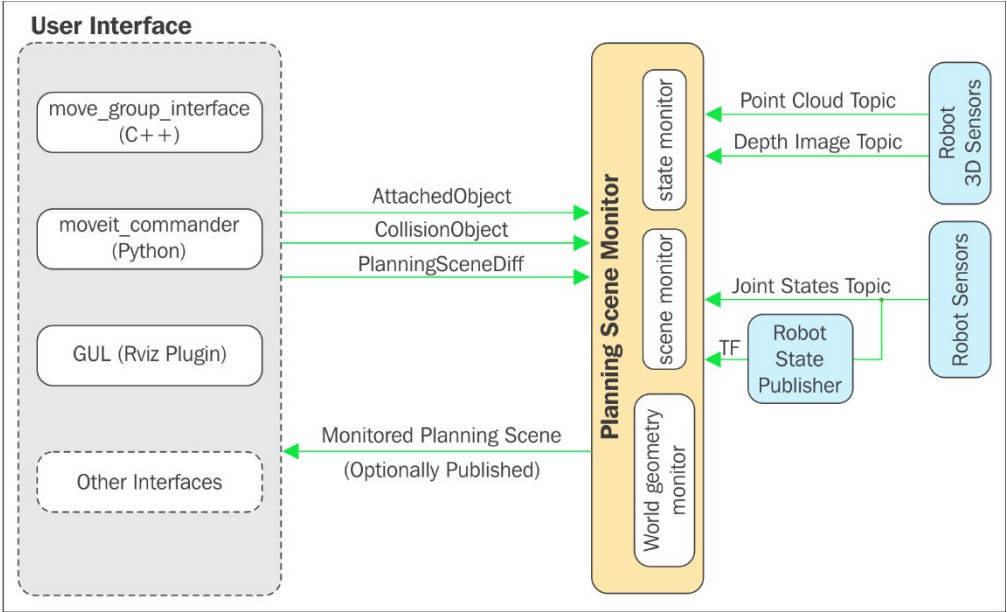 User Interface
move_group_interface
(C++)
moveit_commander
(Python)
GUL (Rviz Plugin)
Other Interfaces
AttachedObject
CollisionObject
PlanningSceneDiff
Monitored Planning Scene
(Optionally Published)
Planning Scene Monitor
state monitor
scene monitor
World geometry
monitor
Point Cloud Topic
Depth Image Topic
Joint States Topic
TF
Robot
State
Publisher
Robot
3D Sensors
Robot Sensors